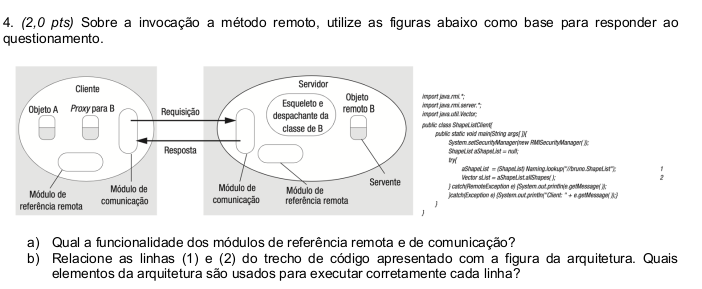 4. (2,0 pts) Sobre a invocação a método remoto, utilize as figuras abaixo como base para responder ao
questionamento.
Cliente
Objeto A
Proxy para B
Módulo de
referência remota
Módulo de
comunicação
Requisição
Resposta
Servidor
Esqueleto e
despachante da
classe de B
Objeto
remoto B
Servente
Módulo de
comunicação
Módulo de
referência remota
import java.rmi.*;
import java.rmi.server.*;
import java.util.Vector;
public class ShapeListClient{
public static void main(String args[ ]){
System.setSecurityManager(new RMISecurityManager( ));
ShapeList aShapeList = null;
try{
aShapeList = (ShapeList) Naming.lookup("//bruno.ShapeList"); 1
Vector sList = aShapeList.allShapes( ); 2
} catch(RemoteException e) {System.out.println(e.getMessage( ));
}catch(Exception e) {System.out.println("Client: " + e.getMessage( ));}
}
}
a) Qual a funcionalidade dos módulos de referência remota e de comunicação?
b) Relacione as linhas (1) e (2) do trecho de código apresentado com a figura da arquitetura. Quais
elementos da arquitetura são usados para executar corretamente cada linha?